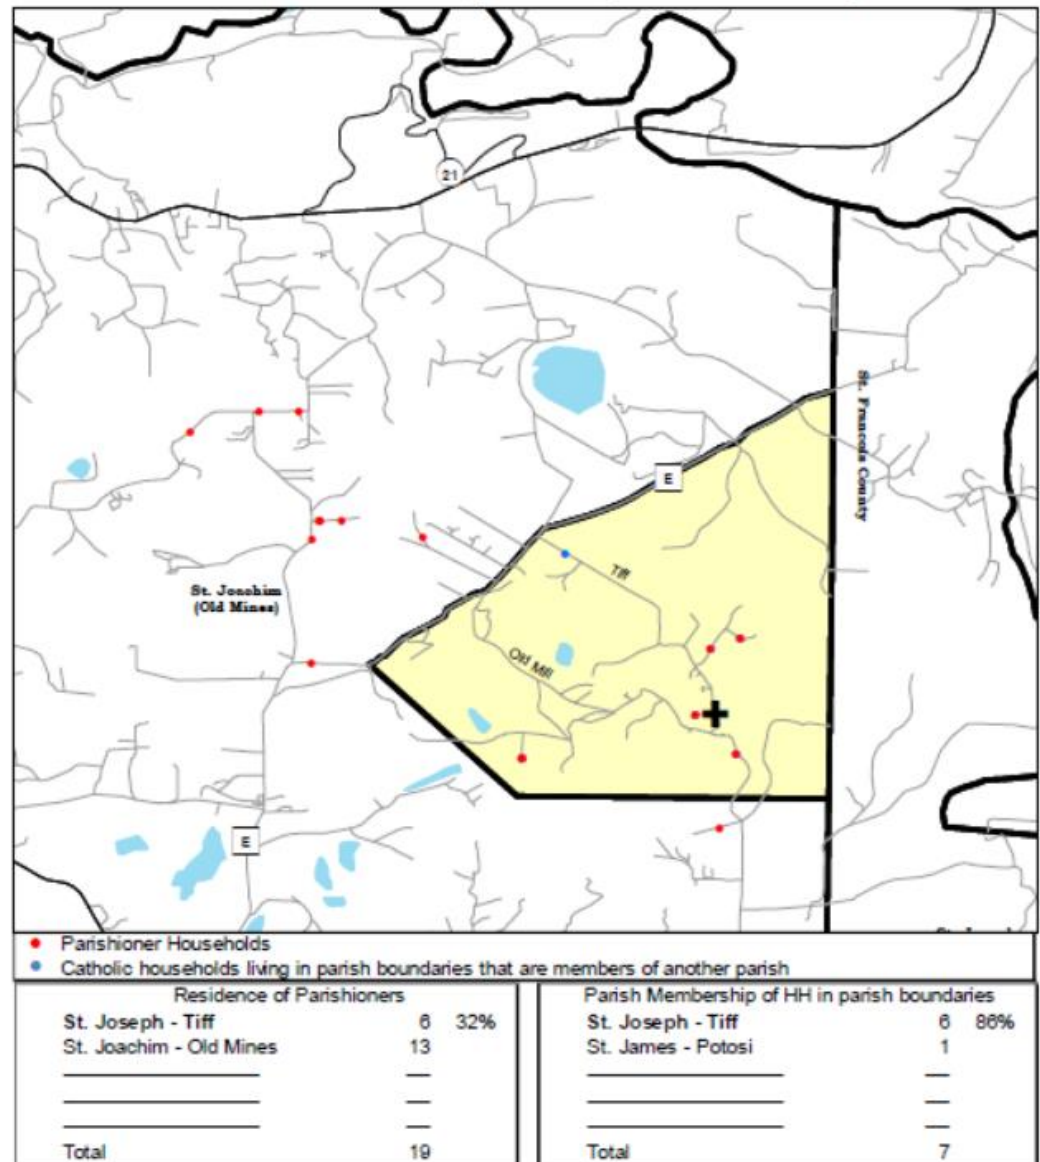 21
St. Francois County
E
Tiff
St. Joachim
(Old Mines)
Old Mill
E
Parishioner Households
Catholic households living in parish boundaries that are members of another parish
Residence of Parishioners
St. Joseph - Tiff 6 32%
St. Joachim - Old Mines 13
Total 19
Parish Membership of HH in parish boundaries
St. Joseph - Tiff 6 86%
St. James - Potosi 1
Total 7